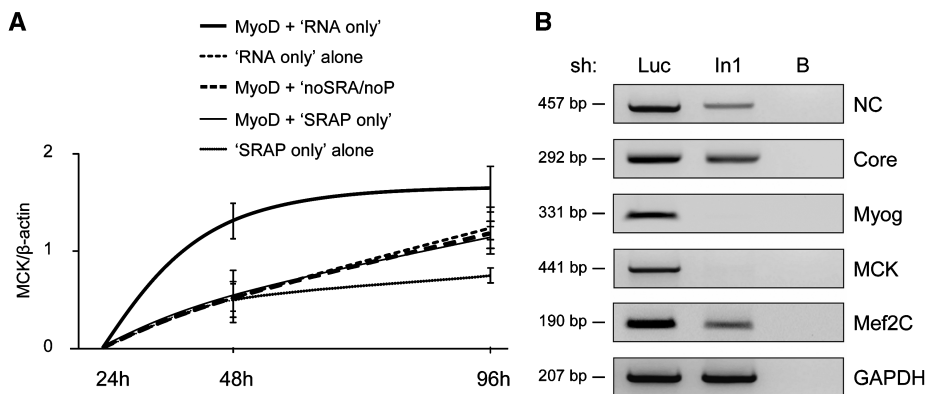 A
MyoD + ‘RNA only’
‘RNA only’ alone
MyoD + ‘noSRA/noP
MyoD + ‘SRAP only’
‘SRAP only’ alone
MCK/β-actin
2
1
0
24h 48h 96h
B
sh: Luc In1 B
457 bp NC
292 bp Core
331 bp Myog
441 bp MCK
190 bp Mef2C
207 bp GAPDH